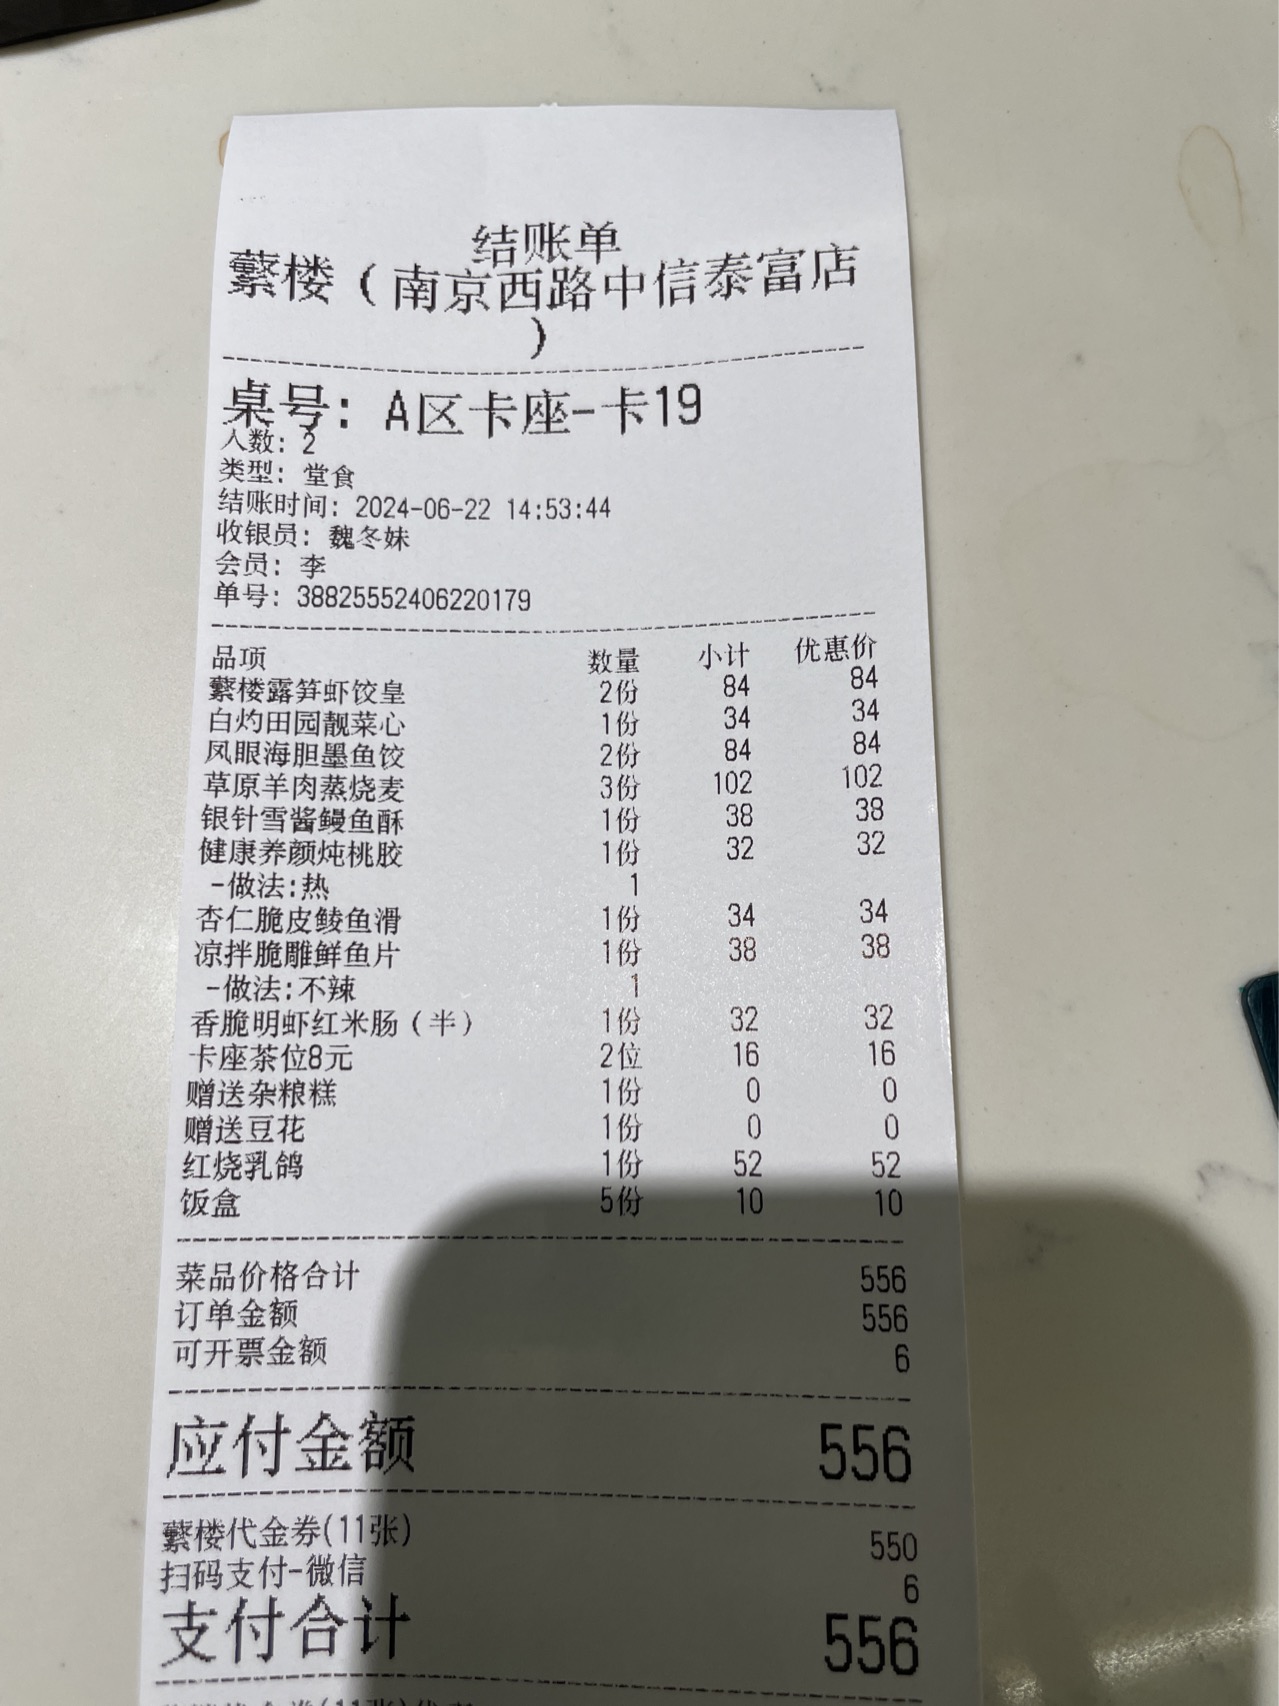 结账单
蘩楼（南京西路中信泰富店
）
桌号：A区卡座-卡19
人数：2
类型：堂食
结账时间：2024-06-22 14:53:44
收银员：魏冬妹
会员：李
单号：38825552406220179
品项 数量 小计 优惠价
蘩楼露笋虾饺皇 2份 84 84
白灼田园靓菜心 1份 34 34
凤眼海胆墨鱼饺 2份 84 84
草原羊肉蒸烧麦 3份 102 102
银针雪酱鳗鱼酥 1份 38 38
健康养颜炖桃胶 1份 32 32
-做法:热 1
杏仁脆皮鲮鱼滑 1份 34 34
凉拌脆雕鲜鱼片 1份 38 38
-做法:不辣 1
香脆明虾红米肠（半） 1份 32 32
卡座茶位8元 2位 16 16
赠送杂粮糕 1份 0 0
赠送豆花 1份 0 0
红烧乳鸽 1份 52 52
饭盒 5份 10 10
菜品价格合计 556
订单金额 556
可开票金额 6
应付金额 556
蘩楼代金券(11张) 550
扫码支付-微信 6
支付合计 556